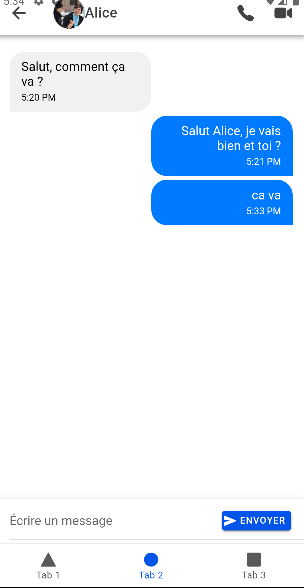 5:34
Alice
Salut, comment ça
va ?
5:20 PM
Salut Alice, je vais
bien et toi ?
5:21 PM
ca va
5:33 PM
Écrire un message
ENVOYER
Tab 1
Tab 2
Tab 3